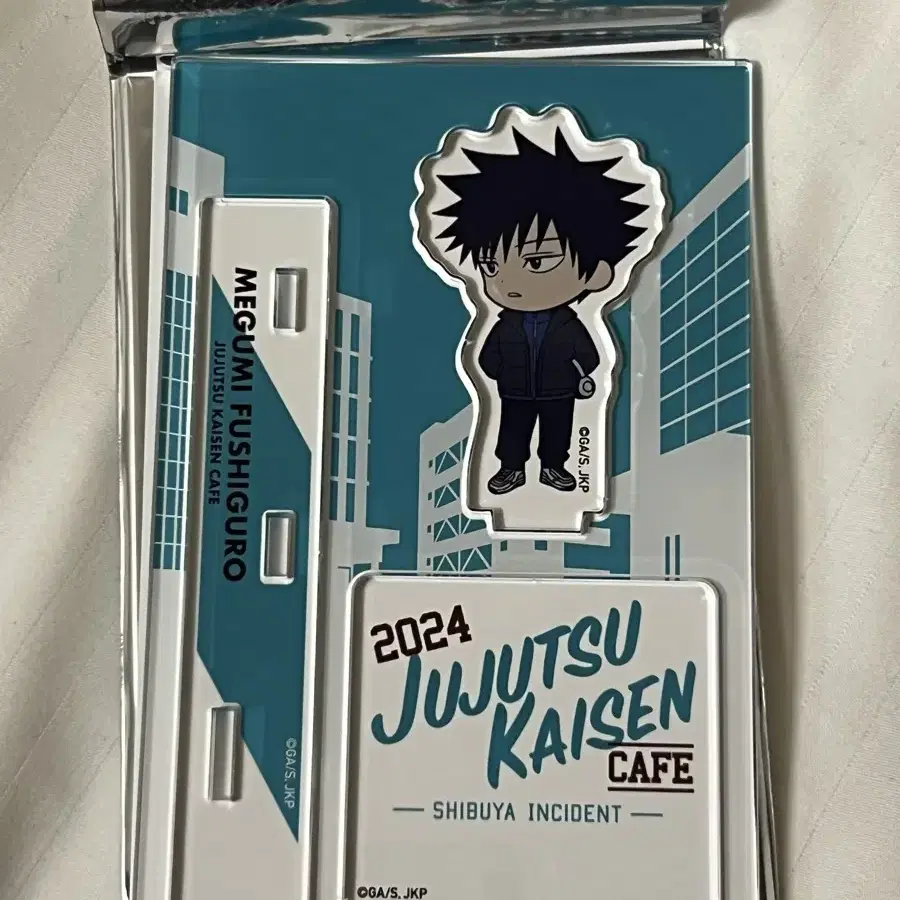 MEGUMI FUSHIGURO
JUJUTSU KAISEN CAFE
©GA/S, JKP
©GA/S, JKP
2024
JUJUTSU
KAISEN
CAFE
SHIBUYA INCIDENT
©GA/S, JKP